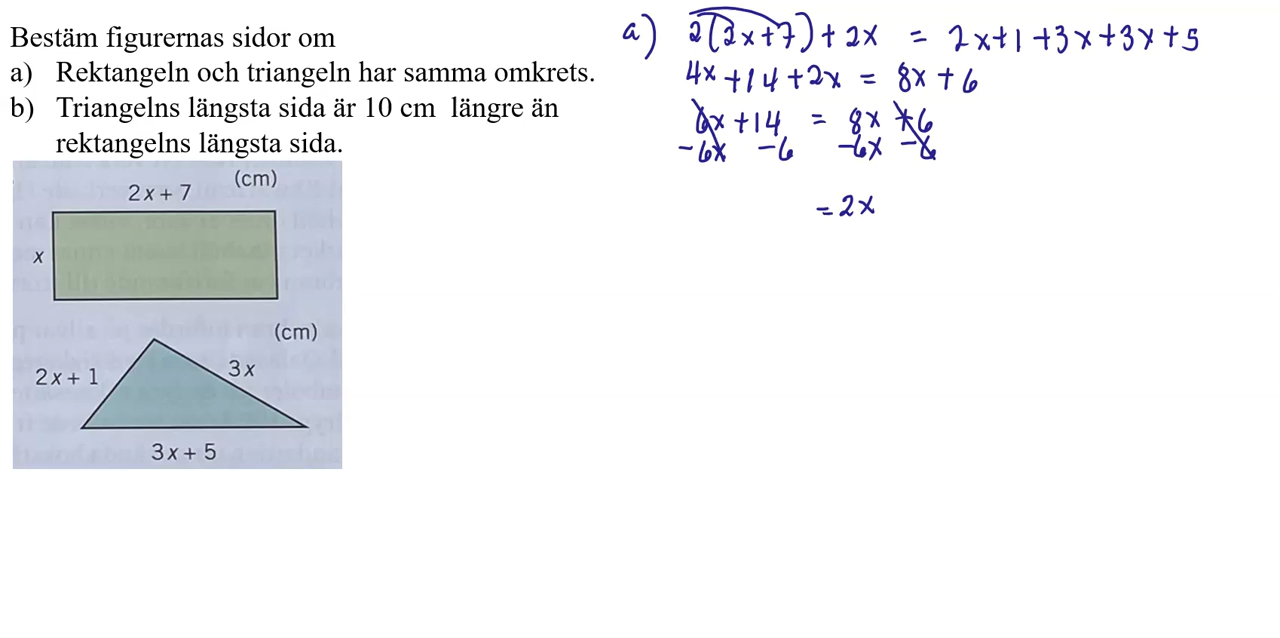 Bestäm figurernas sidor om
a) Rektangeln och triangeln har samma omkrets.
b) Triangelns längsta sida är 10 cm längre än
rektangelns längsta sida.
(cm)
2x + 7
x
(cm)
2x + 1
3x
3x + 5
a) 2(2x+7)+2x = 2x+1+3x+3x+5
4x+14+2x = 8x+6
6x+14 = 8x+6
-6x -6 -6x -6
=2x